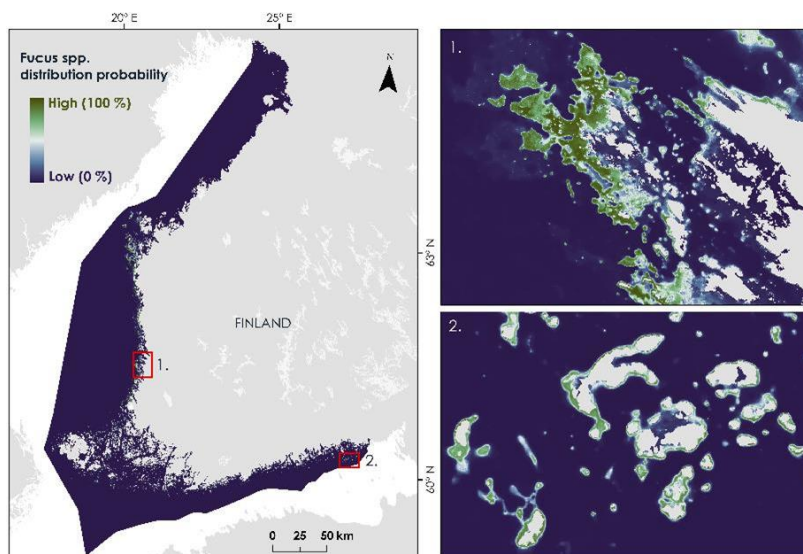 20° E
25° E
Fucus spp.
distribution probability
High (100 %)
Low (0 %)
N
63° N
FINLAND
1.
2.
60° N
0 25 50 km
1.
2.